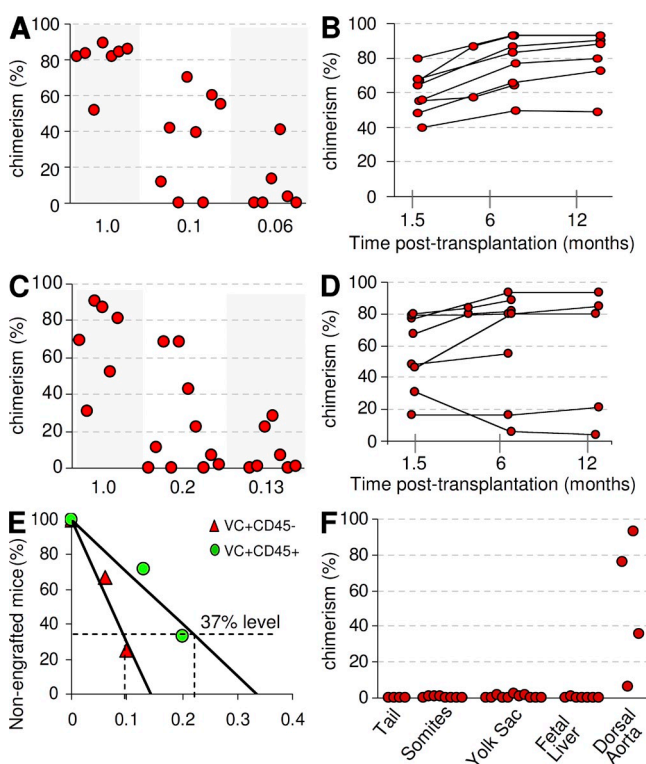 A
chimerism (%)
100
80
60
40
20
0
1.0
0.1
0.06
B
chimerism (%)
100
80
60
40
20
0
1.5
6
12
Time post-transplantation (months)
C
chimerism (%)
100
80
60
40
20
0
1.0
0.2
0.13
D
chimerism (%)
100
80
60
40
20
0
1.5
6
12
Time post-transplantation (months)
E
Non-engrafted mice(%)
100
80
60
40
20
0
VC+CD45-
VC+CD45+
37% level
0
0.1
0.2
0.3
0.4
F
chimerism (%)
100
80
60
40
20
0
Tail
Somites
Yolk Sac
Fetal
Liver
Dorsal
Aorta